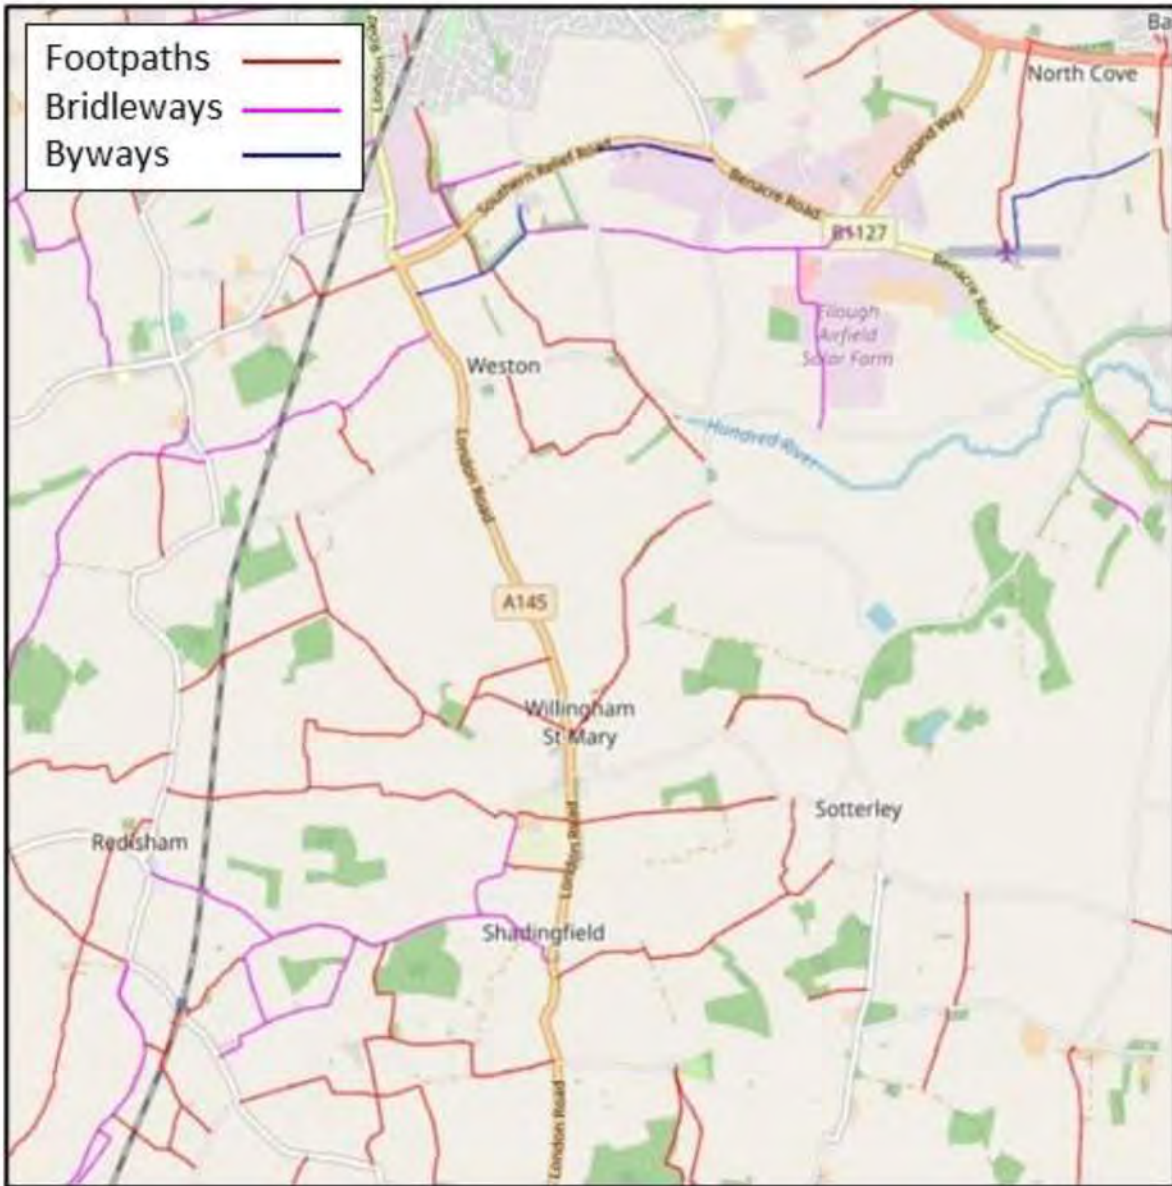 Footpaths
Bridleways
Byways
London Road
Ba
North Cove
Copland Way
Southern Relief Road
Benacre Road
B1127
Benacre Road
Ellough
Airfield
Solar Farm
Weston
Hundred River
London Road
A145
Willingham
St Mary
London Road
Sotterley
Redisham
Shadingfield
London Road